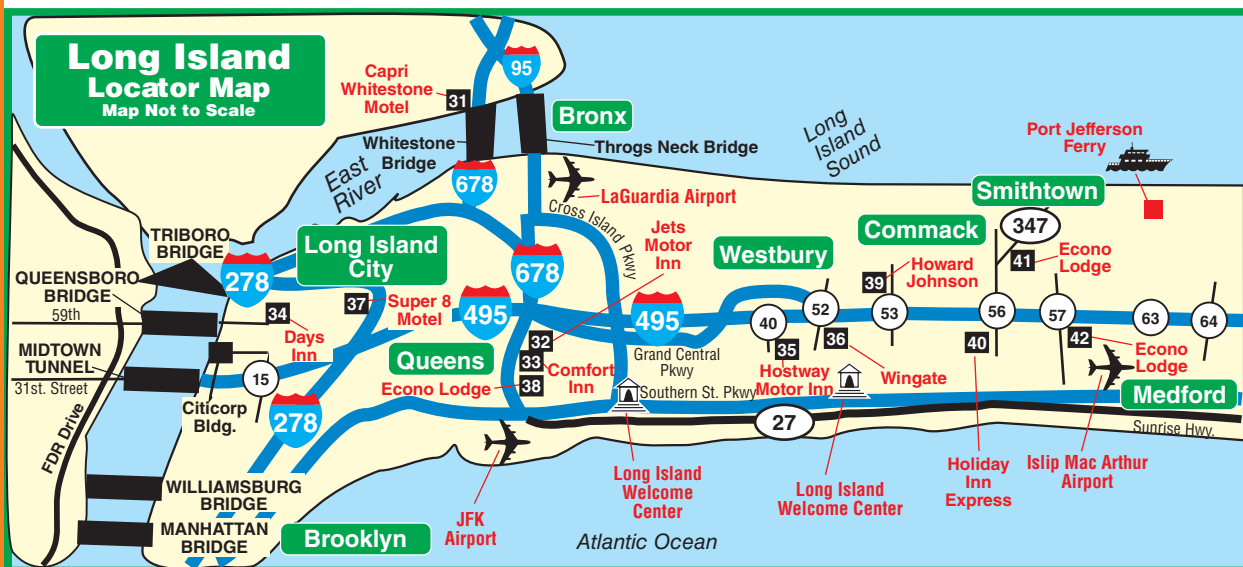 Long Island
Locator Map
Map Not to Scale
95
Capri
Whitestone
Motel
31
Bronx
Whitestone
Bridge
Throgs Neck Bridge
Long
Island
Sound
Port Jefferson
Ferry
East
River
678
LaGuardia Airport
Cross Island Pkwy
Smithtown
347
TRIBORO
BRIDGE
278
Long Island
City
Jets
Motor
Inn
678
Westbury
Commack
41
Econo
Lodge
39
Howard
Johnson
QUEENSBORO
BRIDGE
59th
34
Days
Inn
37
Super 8
Motel
495
495
40
52
53
56
57
63
64
MIDTOWN
TUNNEL
31st. Street
15
Citicorp
Bldg.
Queens
32
33
Comfort
Inn
38
Econo Lodge
Grand Central
Pkwy
35
Hostway
Motor Inn
36
Wingate
40
42
Econo
Lodge
Southern St. Pkwy
Medford
278
27
Sunrise Hwy.
FDR Drive
WILLIAMSBURG
BRIDGE
MANHATTAN
BRIDGE
Brooklyn
JFK
Airport
Long Island
Welcome
Center
Long Island
Welcome Center
Holiday
Inn
Express
Islip Mac Arthur
Airport
Atlantic Ocean